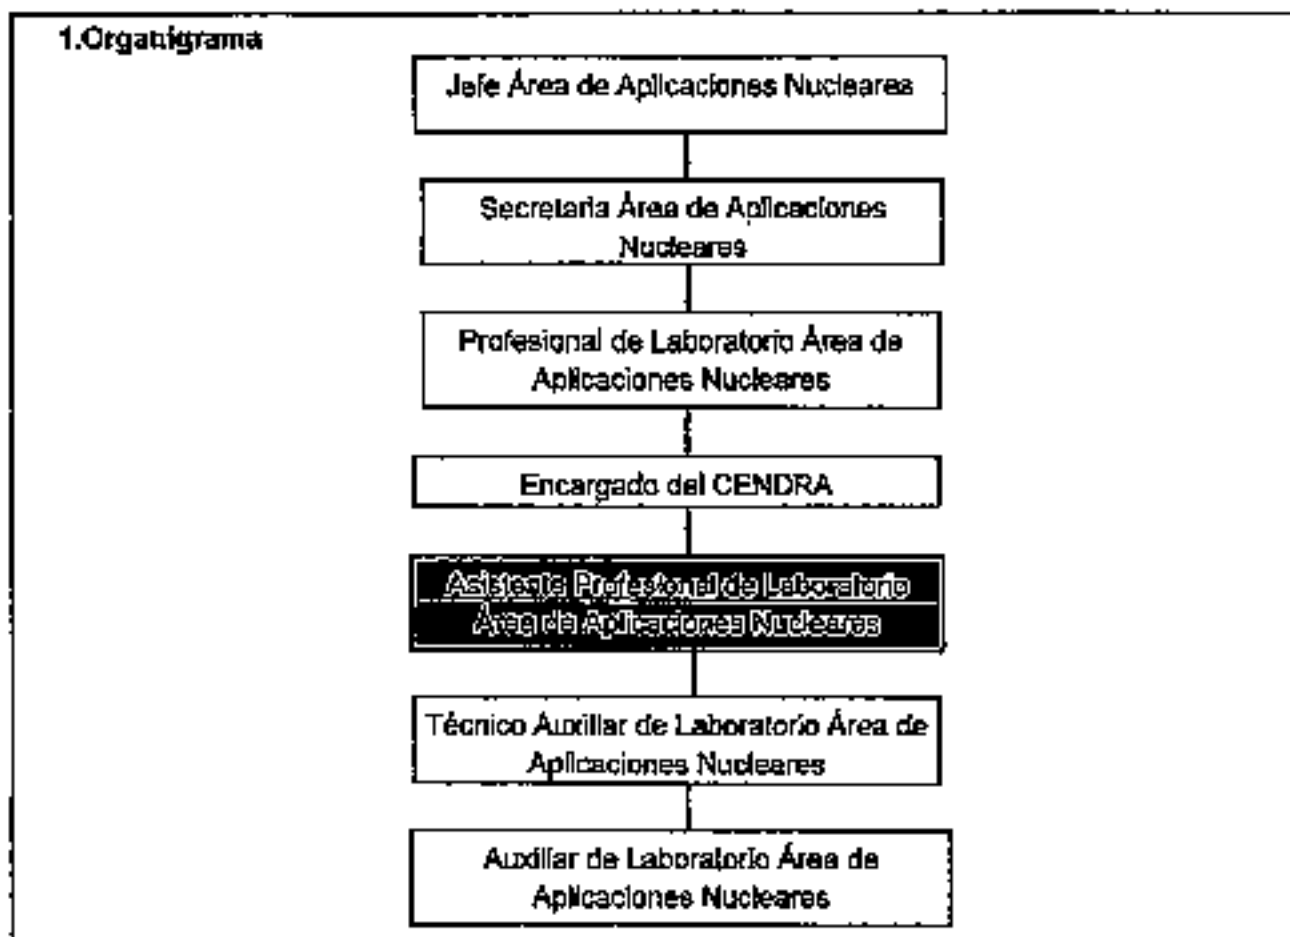 1.Organigrama
Jefe Área de Aplicaciones Nucleares
Secretaria Área de Aplicaciones
Nucleares
Profesional de Laboratorio Área de
Aplicaciones Nucleares
Encargado del CENDRA
Asistente Profesional de Laboratorio
Área de Aplicaciones Nucleares
Técnico Auxiliar de Laboratorio Área de
Aplicaciones Nucleares
Auxiliar de Laboratorio Área de
Aplicaciones Nucleares